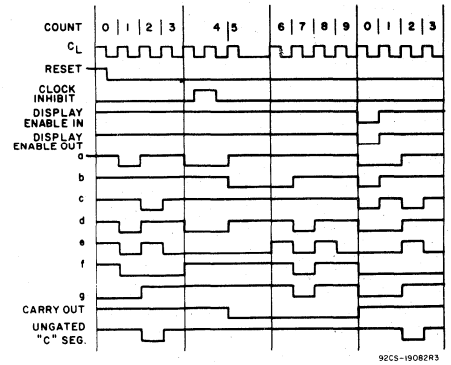 COUNT 0 1 2 3 4 5 6 7 8 9 0 1 2 3
CL
RESET
CLOCK
INHIBIT
DISPLAY
ENABLE IN
DISPLAY
ENABLE OUT
a
b
c
d
e
f
g
CARRY OUT
UNGATED
"C" SEG.
92CS-19082R3